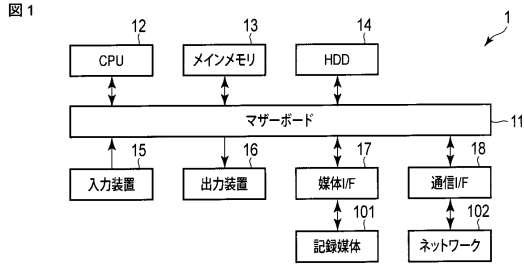 図1
1
12
13
14
CPU
メインメモリ
HDD
マザーボード
11
15
16
17
18
入力装置
出力装置
媒体I/F
通信I/F
101
102
記録媒体
ネットワーク